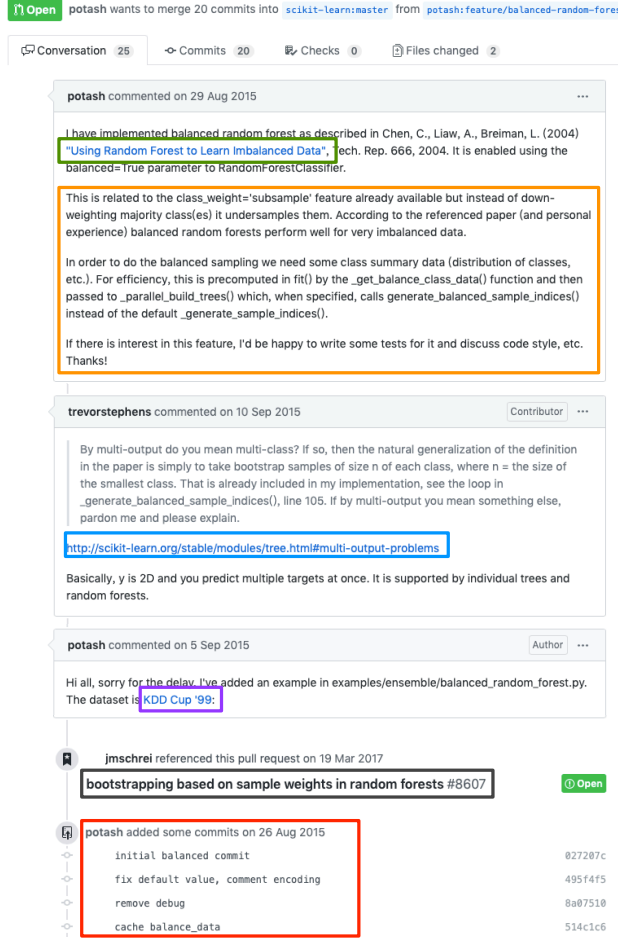 Open potash wants to merge 20 commits into scikit-learn:master from potash:feature/balanced-random-fores
Conversation 25 Commits 20 Checks 0 Files changed 2
potash commented on 29 Aug 2015 ...
I have implemented balanced random forest as described in Chen, C., Liaw, A., Breiman, L. (2004)
"Using Random Forest to Learn Imbalanced Data", Tech. Rep. 666, 2004. It is enabled using the
balanced=True parameter to RandomForestClassifier.
This is related to the class_weight='subsample' feature already available but instead of down-
weighting majority class(es) it undersamples them. According to the referenced paper (and personal
experience) balanced random forests perform well for very imbalanced data.
In order to do the balanced sampling we need some class summary data (distribution of classes,
etc.). For efficiency, this is precomputed in fit() by the _get_balance_class_data() function and then
passed to _parallel_build_trees() which, when specified, calls generate_balanced_sample_indices()
instead of the default _generate_sample_indices().
If there is interest in this feature, I'd be happy to write some tests for it and discuss code style, etc.
Thanks!
trevorstephens commented on 10 Sep 2015 Contributor ...
By multi-output do you mean multi-class? If so, then the natural generalization of the definition
in the paper is simply to take bootstrap samples of size n of each class, where n = the size of
the smallest class. That is already included in my implementation, see the loop in
_generate_balanced_sample_indices(), line 105. If by multi-output you mean something else,
pardon me and please explain.
http://scikit-learn.org/stable/modules/tree.html#multi-output-problems
Basically, y is 2D and you predict multiple targets at once. It is supported by individual trees and
random forests.
potash commented on 5 Sep 2015 Author ...
Hi all, sorry for the delay. I've added an example in examples/ensemble/balanced_random_forest.py.
The dataset is KDD Cup '99:
jmschrei referenced this pull request on 19 Mar 2017
bootstrapping based on sample weights in random forests #8607 Open
potash added some commits on 26 Aug 2015
initial balanced commit 027207c
fix default value, comment encoding 495f4f5
remove debug 8a07510
cache balance_data 514c1c6